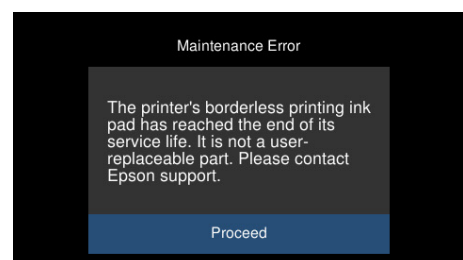 Maintenance Error
The printer's borderless printing ink
pad has reached the end of its
service life. It is not a user-
replaceable part. Please contact
Epson support.
Proceed